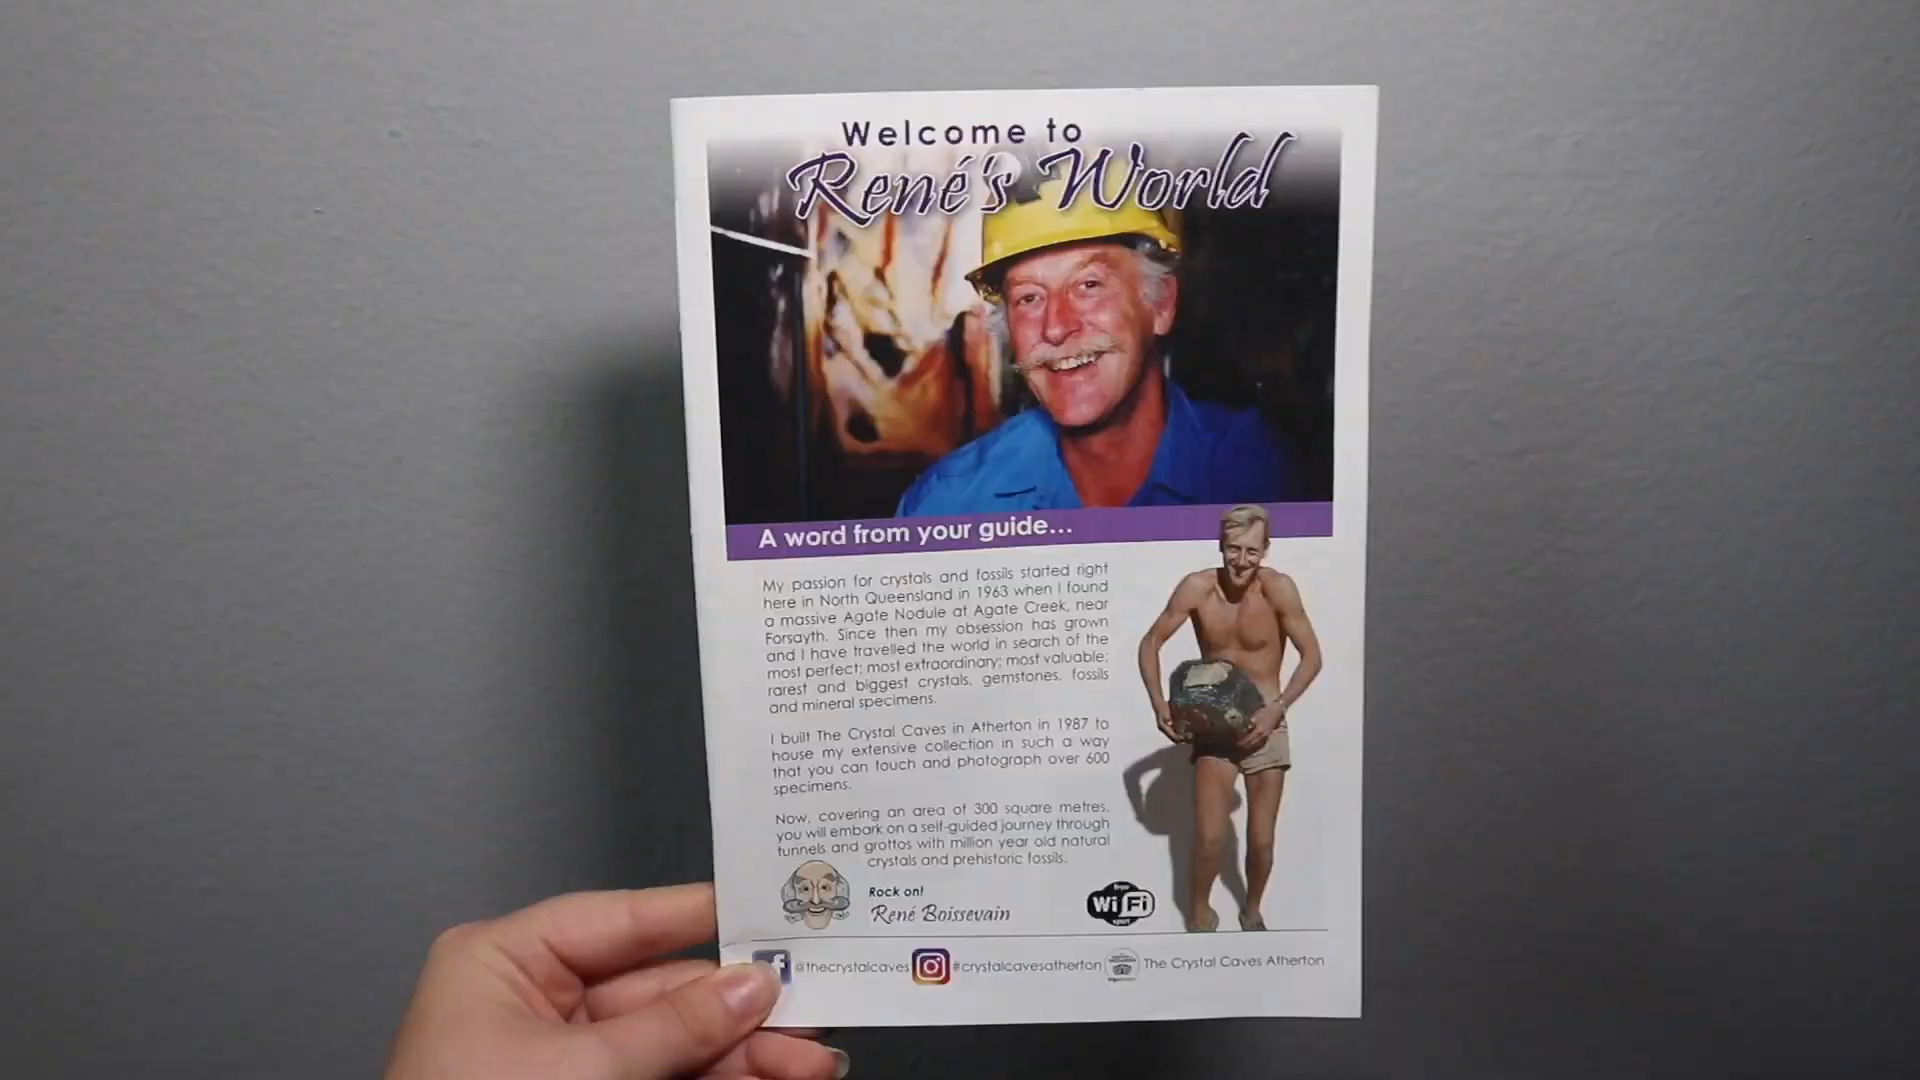 Welcome to
René's World
A word from your guide...
My passion for crystals and fossils started right
here in North Queensland in 1963 when I found
a massive Agate Nodule at Agate Creek, near
Forsayth. Since then my obsession has grown
and I have travelled the world in search of the
most perfect; most extraordinary; most valuable;
rarest and biggest crystals, gemstones, fossils
and mineral specimens.
I built The Crystal Caves in Atherton in 1987 to
house my extensive collection in such a way
that you can touch and photograph over 600
specimens.
Now, covering an area of 300 square metres,
you will embark on a self-guided journey through
tunnels and grottos with million year old natural
crystals and prehistoric fossils.
Rock on!
René Boissevain
free
Wi Fi
spot
f @thecrystalcaves #crystalcavesatherton The Crystal Caves Atherton